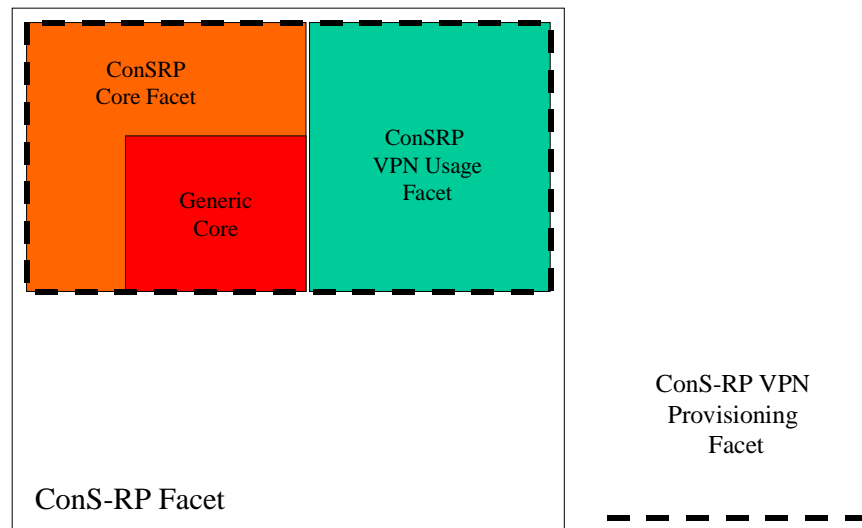 ConSRP
Core Facet
Generic
Core
ConSRP
VPN Usage
Facet
ConS-RP VPN
Provisioning
Facet
ConS-RP Facet